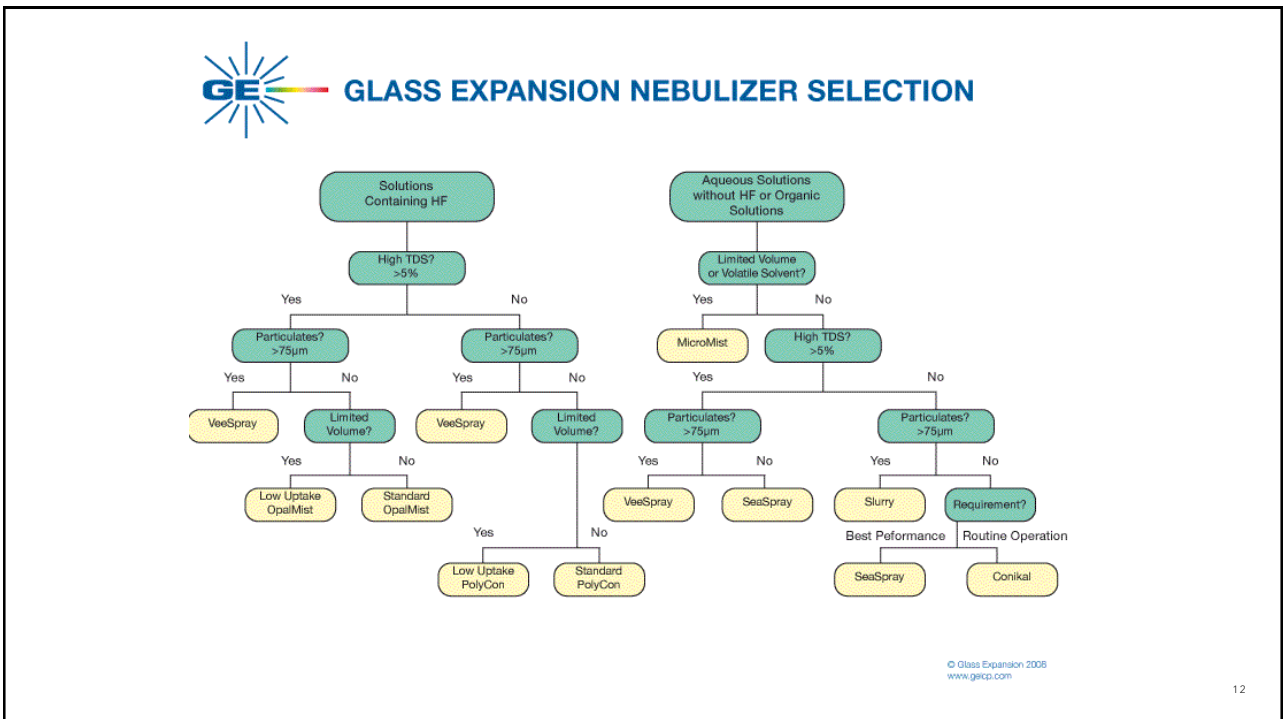 GE
GLASS EXPANSION NEBULIZER SELECTION
Solutions
Containing HF
Aqueous Solutions
without HF or Organic
Solutions
High TDS?
>5%
Limited Volume
or Volatile Solvent?
Yes
No
Yes
No
Particulates?
>75µm
Particulates?
>75µm
MicroMist
High TDS?
>5%
Yes
No
Yes
No
Yes
No
VeeSpray
Limited
Volume?
VeeSpray
Limited
Volume?
Particulates?
>75µm
Particulates?
>75µm
Yes
No
Yes
No
Yes
No
Low Uptake
OpalMist
Standard
OpalMist
VeeSpray
SeaSpray
Slurry
Requirement?
Yes
No
Best Peformance
Routine Operation
Low Uptake
PolyCon
Standard
PolyCon
SeaSpray
Conikal
© Glass Expansion 2008
www.geicp.com
12